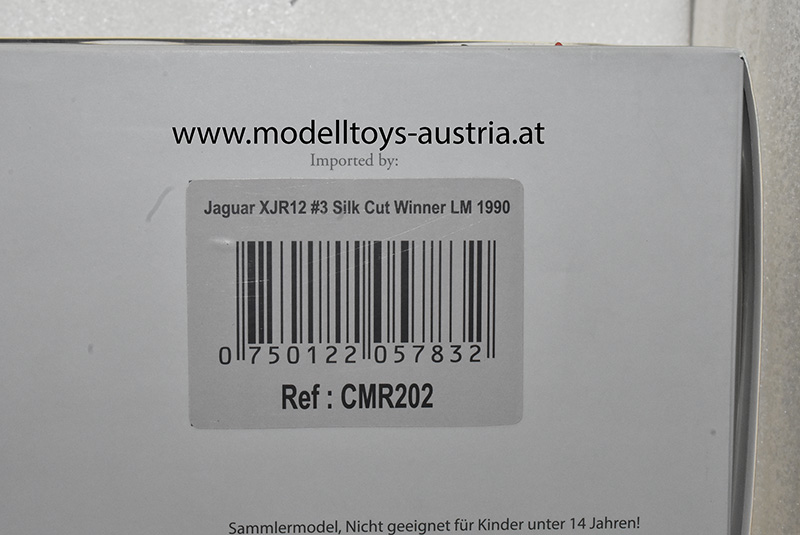 www.modelltoys-austria.at
Imported by:
Jaguar XJR12 #3 Silk Cut Winner LM 1990
0 750122 057832
Ref : CMR202
Sammlermodel, Nicht geeignet für Kinder unter 14 Jahren!